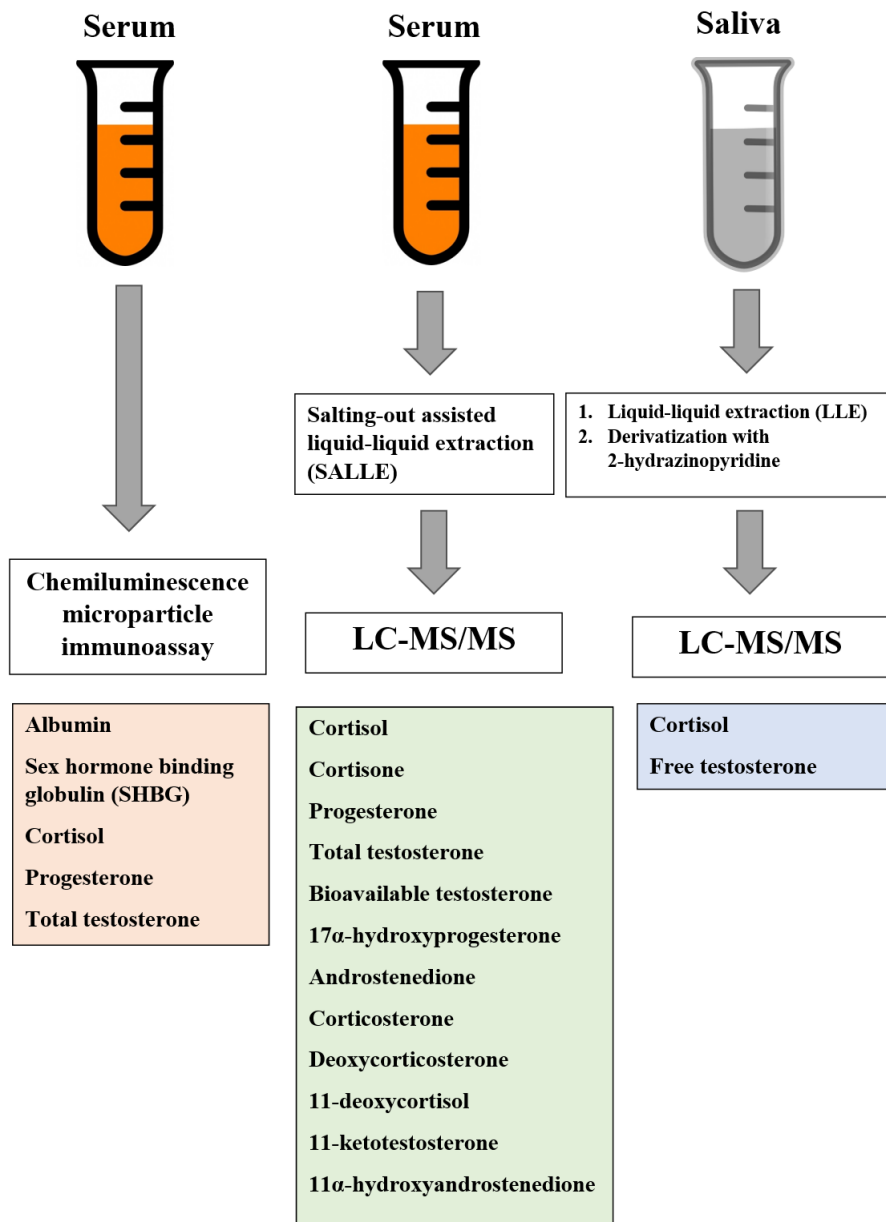 Serum
Serum
Saliva
Salting-out assisted
liquid-liquid extraction
(SALLE)
1. Liquid-liquid extraction (LLE)
2. Derivatization with
2-hydrazinopyridine
Chemiluminescence
microparticle
immunoassay
LC-MS/MS
LC-MS/MS
Albumin
Sex hormone binding
globulin (SHBG)
Cortisol
Progesterone
Total testosterone
Cortisol
Cortisone
Progesterone
Total testosterone
Bioavailable testosterone
17α-hydroxyprogesterone
Androstenedione
Corticosterone
Deoxycorticosterone
11-deoxycortisol
11-ketotestosterone
11α-hydroxyandrostenedione
Cortisol
Free testosterone